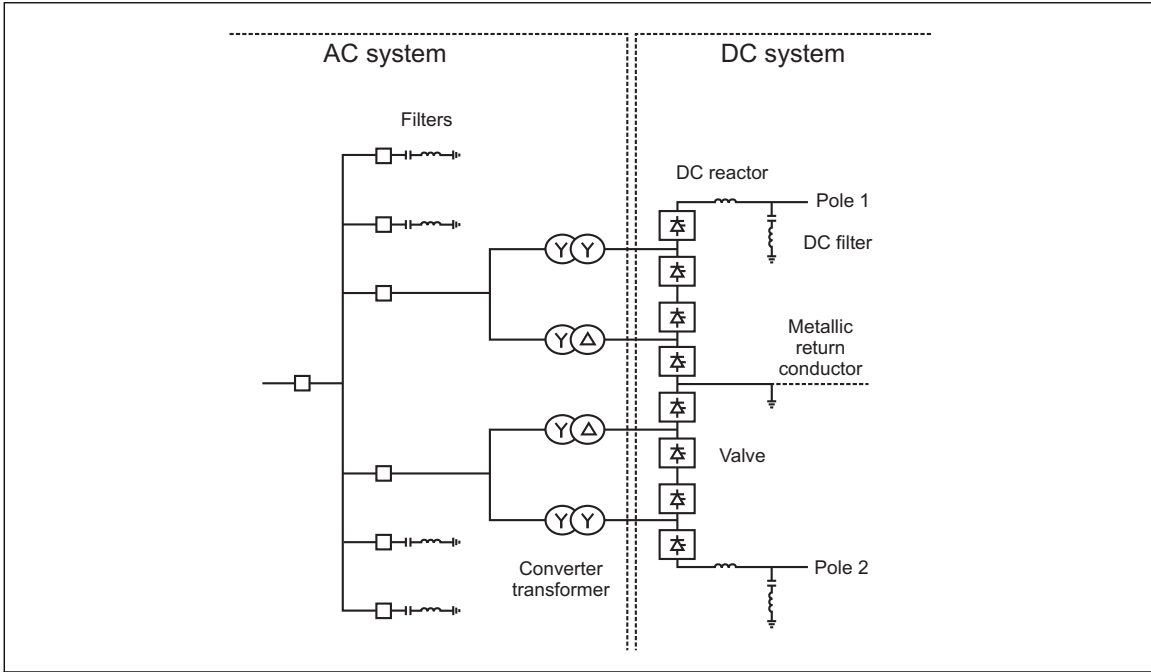 AC system
DC system
Filters
DC reactor
Pole 1
DC filter
Metallic
return
conductor
Valve
Converter
transformer
Pole 2